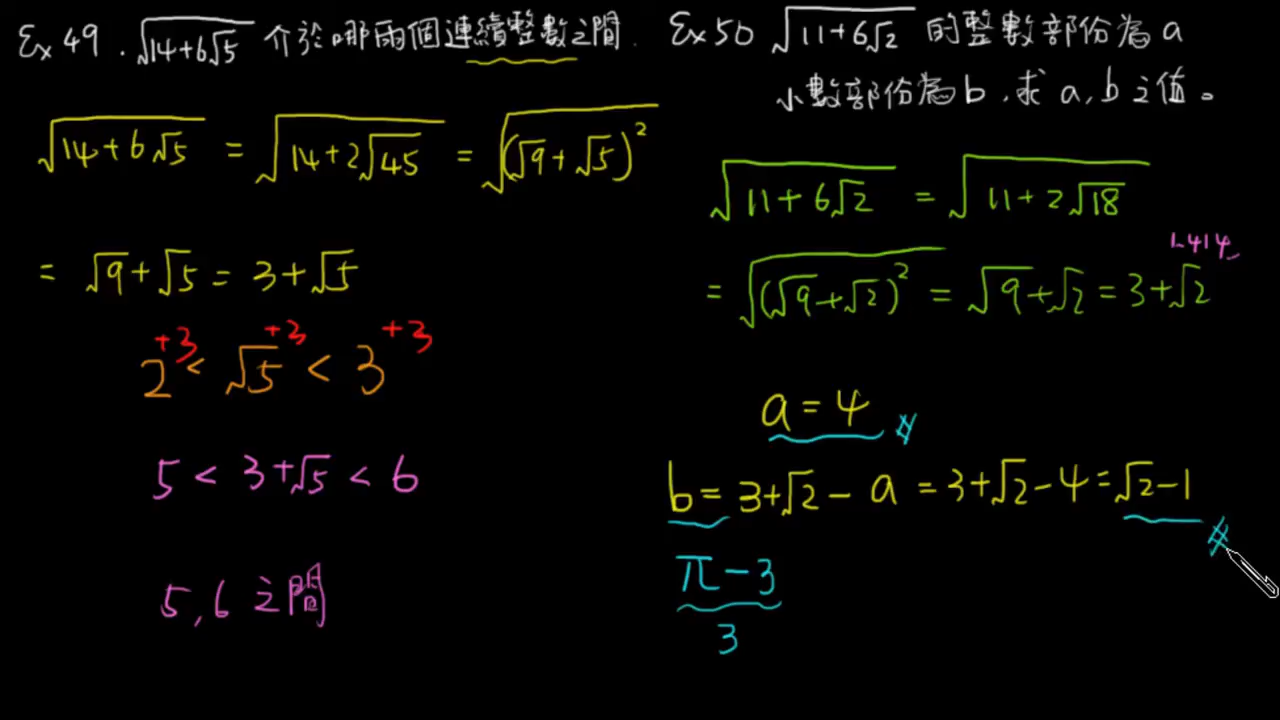 Ex 49. √(14+6√5) 介於哪兩個連續整數之間.
√(14+6√5) = √(14+2√45) = √((√9+√5)²)
= √9+√5 = 3+√5
+3 +3 +3
2 < √5 < 3
5 < 3+√5 < 6
5,6 之間
Ex 50 √(11+6√2) 的整數部份為 a
小數部份為 b , 求 a, b 之值。
√(11+6√2) = √(11+2√18)
1.414
= √((√9+√2)²) = √9+√2 = 3+√2
a = 4 #
b = 3+√2 - a = 3+√2-4 = √2-1 #
π - 3
3